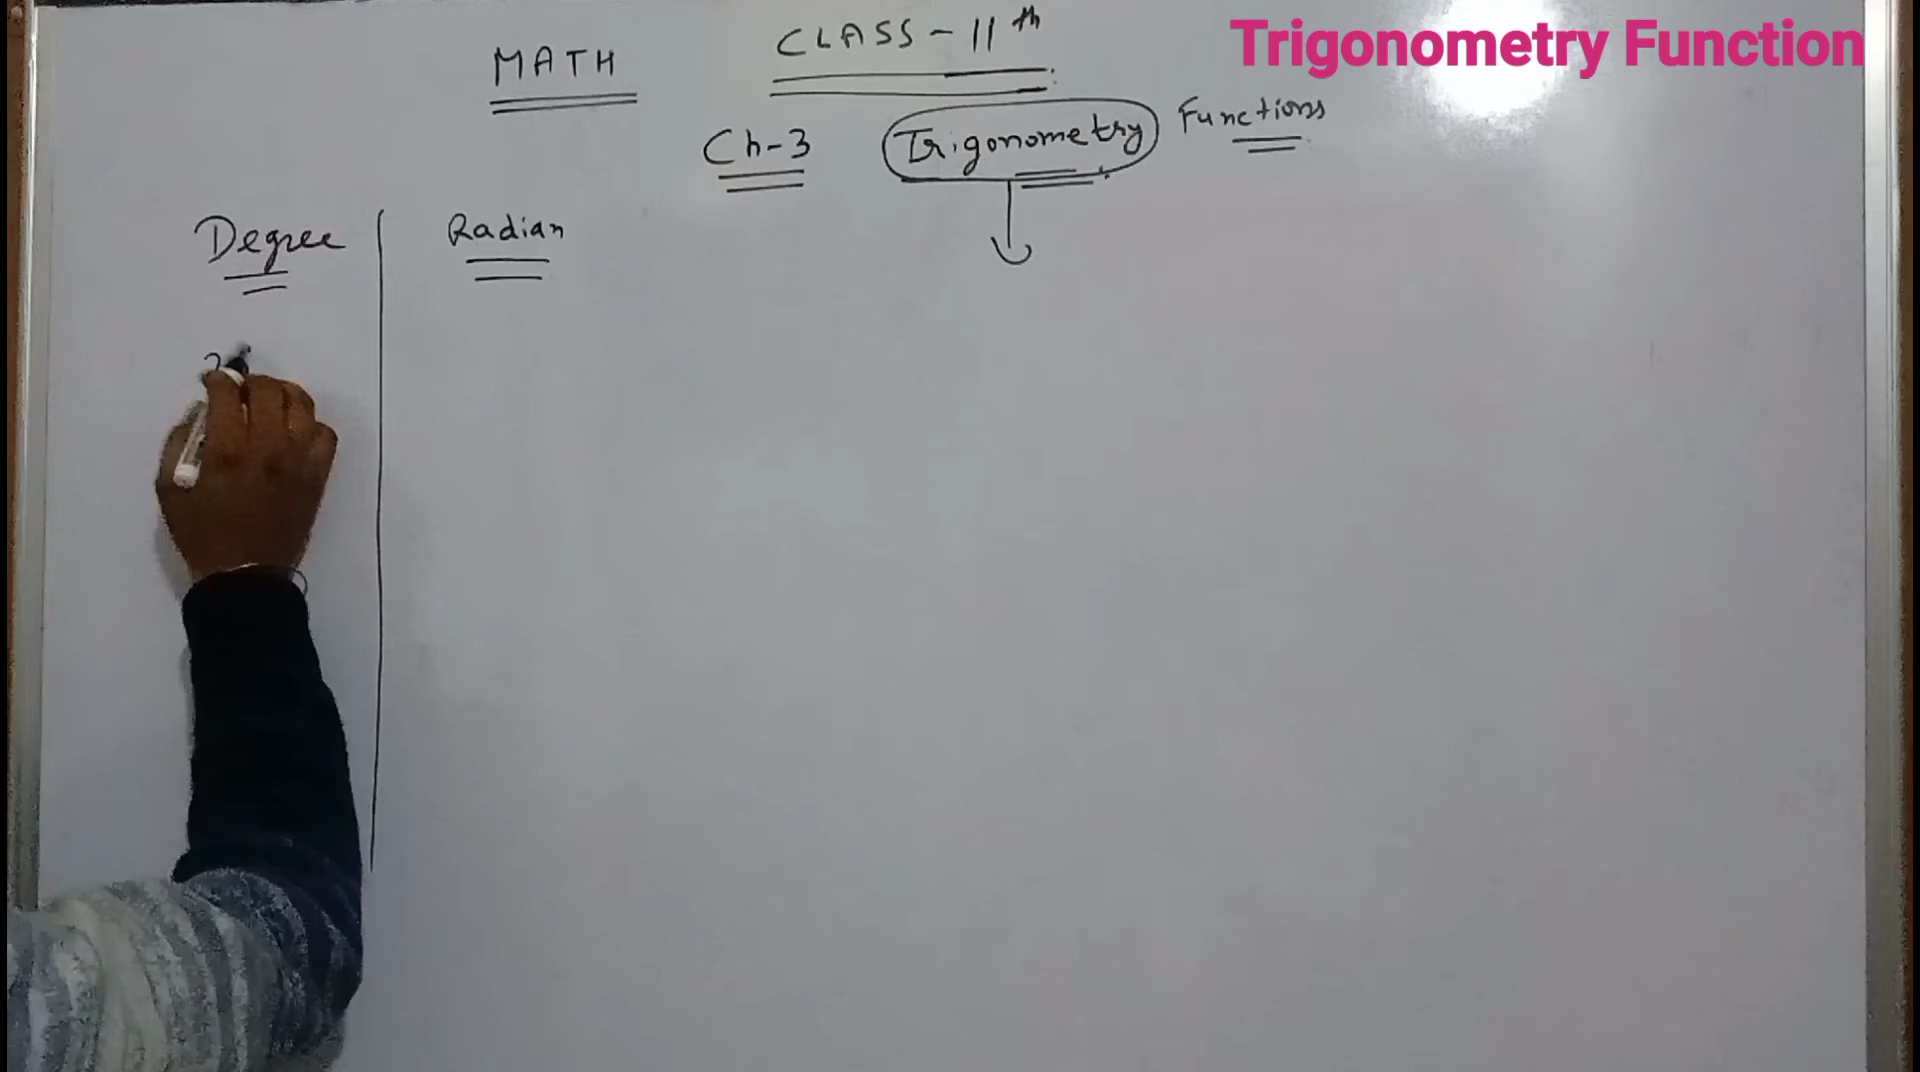 Trigonometry Function
MATH CLASS - 11th
Ch-3 Trigonometry Functions
Degree Radian